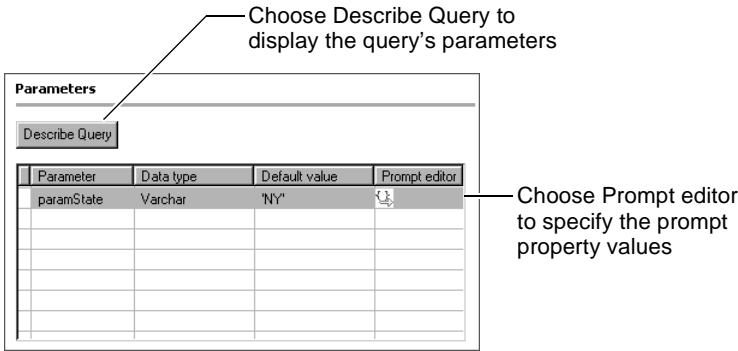 Choose Describe Query to
display the query's parameters
Parameters
Describe Query
Parameter Data type Default value Prompt editor
paramState Varchar 'NY'
Choose Prompt editor
to specify the prompt
property values